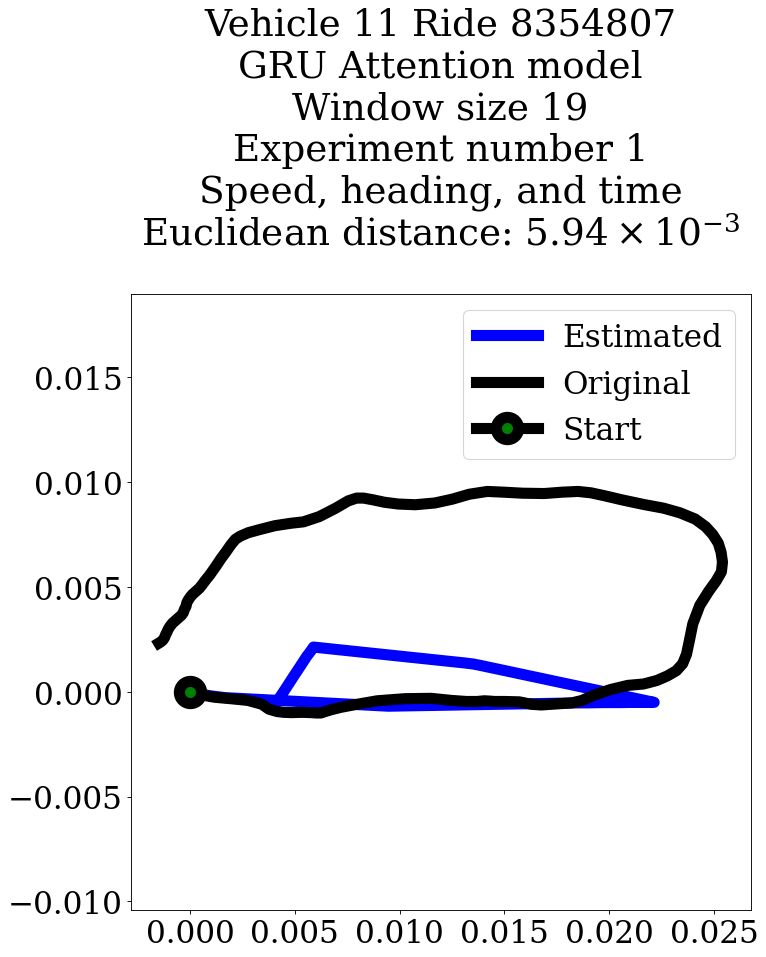 Vehicle 11 Ride 8354807
GRU Attention model
Window size 19
Experiment number 1
Speed, heading, and time
Euclidean distance: 5.94 × 10⁻³
Estimated
Original
Start
0.015
0.010
0.005
0.000
−0.005
−0.010
0.000 0.005 0.010 0.015 0.020 0.025